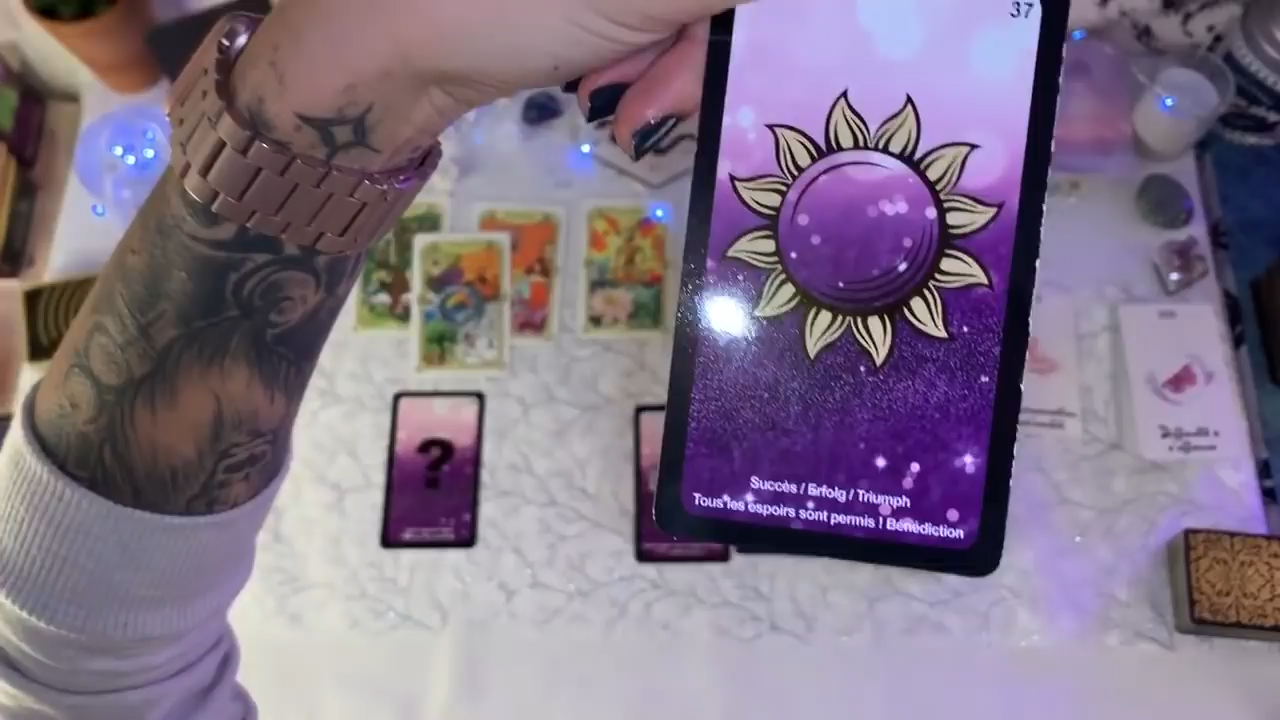 37
Succès / Erfolg / Triumph
Tous les espoirs sont permis ! Bénédiction
?